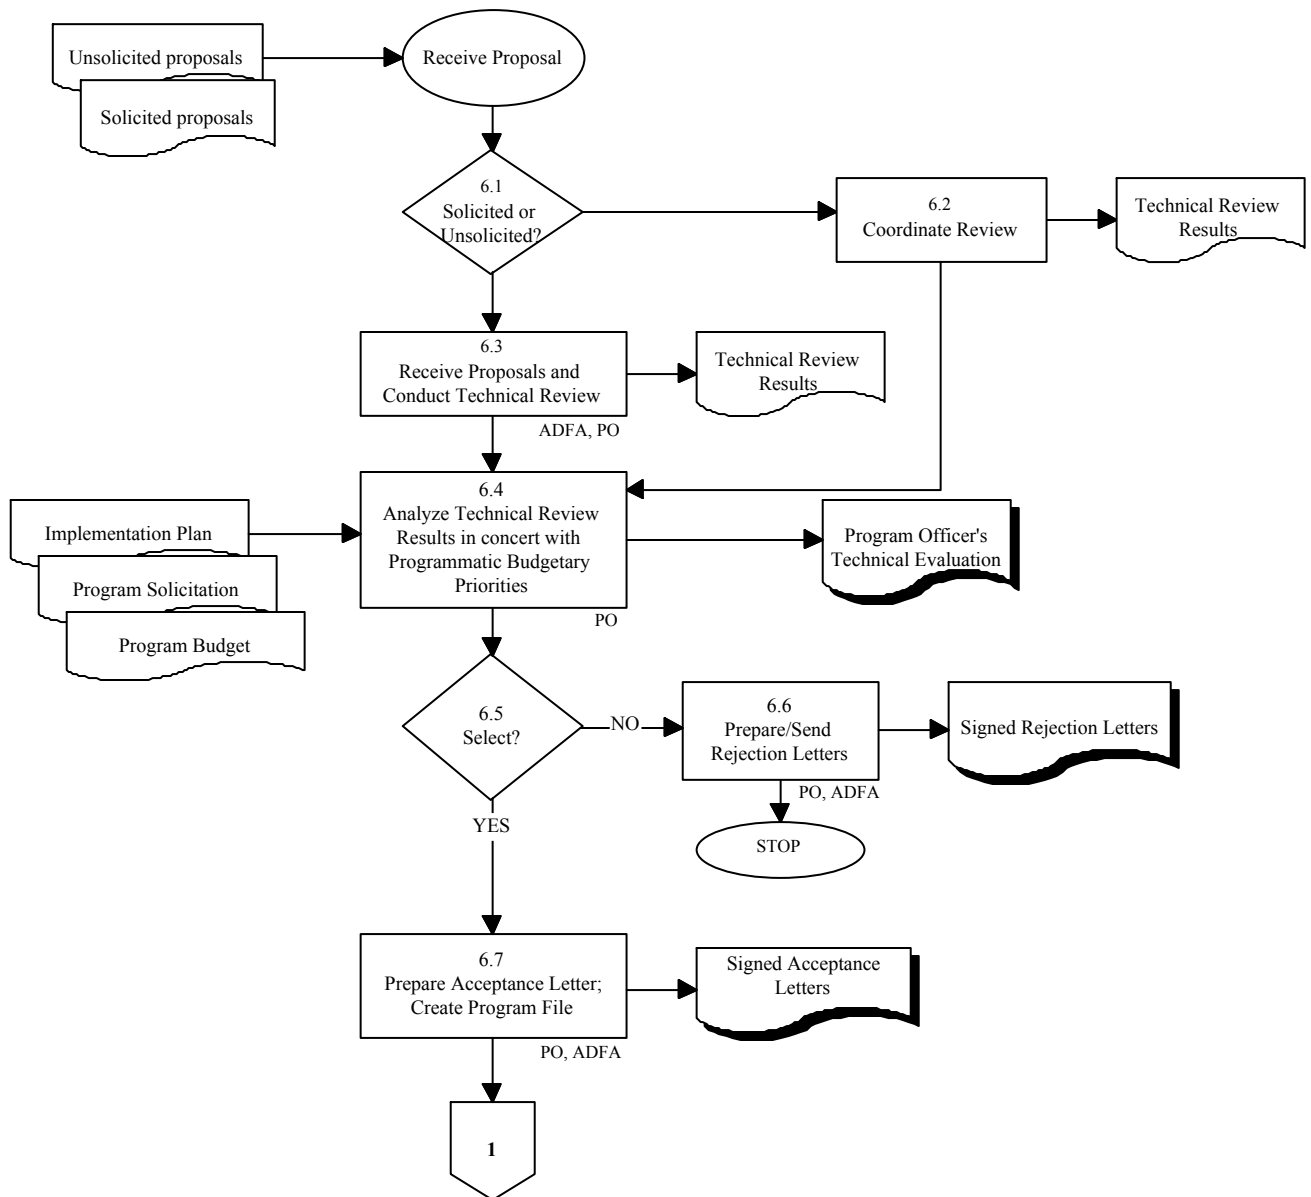 Unsolicited proposals
Solicited proposals
Receive Proposal
6.1
Solicited or
Unsolicited?
6.2
Coordinate Review
Technical Review
Results
6.3
Receive Proposals and
Conduct Technical Review
ADFA, PO
Technical Review
Results
Implementation Plan
Program Solicitation
Program Budget
6.4
Analyze Technical Review
Results in concert with
Programmatic Budgetary
Priorities
PO
Program Officer's
Technical Evaluation
6.5
Select?
NO
6.6
Prepare/Send
Rejection Letters
PO, ADFA
Signed Rejection Letters
STOP
YES
6.7
Prepare Acceptance Letter;
Create Program File
PO, ADFA
Signed Acceptance
Letters
1